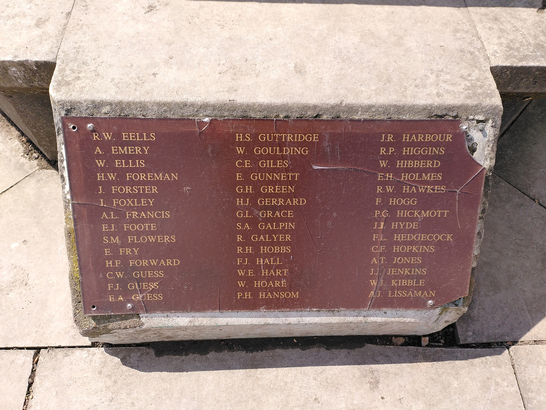 R.W. EELLS
A. EMERY
W. ELLIS
H.W. FOREMAN
J. FORSTER
J. FOXLEY
A.L. FRANCIS
E.J. FOOTE
S.M. FLOWERS
E. FRY
H.F. FORWARD
C.W. GUESS
F.J. GUESS
E.A. GUESS
H.S. GUTTRIDGE
W. GOULDING
C.E. GILES
E. GUNNETT
G.H. GREEN
H.J. GERRARD
G.L. GRACE
S.A. GALPIN
R. GALYER
R.H. HOBBS
F.J. HALL
W.E. HART
W. HOARE
P.H. HANSOM
J.R. HARBOUR
R.P. HIGGINS
W. HIBBERD
E.H. HOLMES
R.W. HAWKES
F. HOGG
P.G. HICKMOTT
J.J. HYDE
F.L. HEDGECOCK
C.F. HOPKINS
A.T. JONES
J.J. JENKINS
W.J. KIBBLE
A.J. LISSAMAN